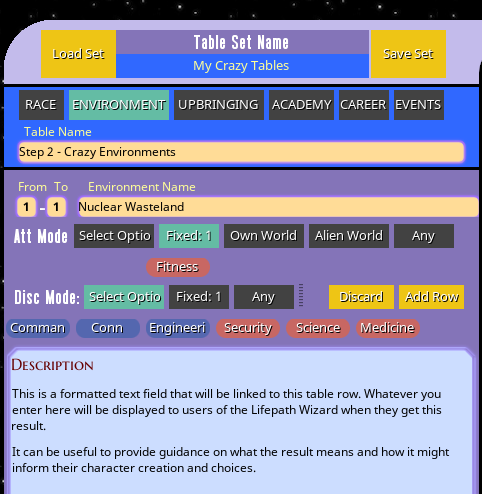 Load Set
Table Set Name
My Crazy Tables
Save Set
RACE ENVIRONMENT UPBRINGING ACADEMY CAREER EVENTS
Table Name
Step 2 - Crazy Environments
From To Environment Name
1 - 1 Nuclear Wasteland
Att Mode Select Optio Fixed: 1 Own World Alien World Any
Fitness
Disc Mode: Select Optio Fixed: 1 Any Discard Add Row
Comman Conn Engineeri Security Science Medicine
Description
This is a formatted text field that will be linked to this table row. Whatever you
enter here will be displayed to users of the Lifepath Wizard when they get this
result.
It can be useful to provide guidance on what the result means and how it might
inform their character creation and choices.